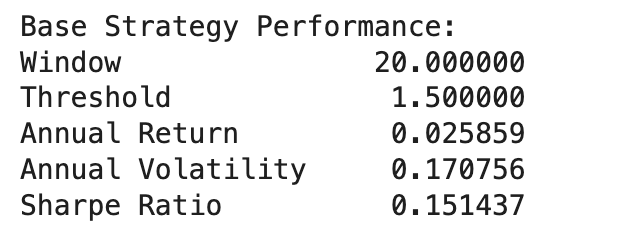 Base Strategy Performance:
Window 20.000000
Threshold 1.500000
Annual Return 0.025859
Annual Volatility 0.170756
Sharpe Ratio 0.151437